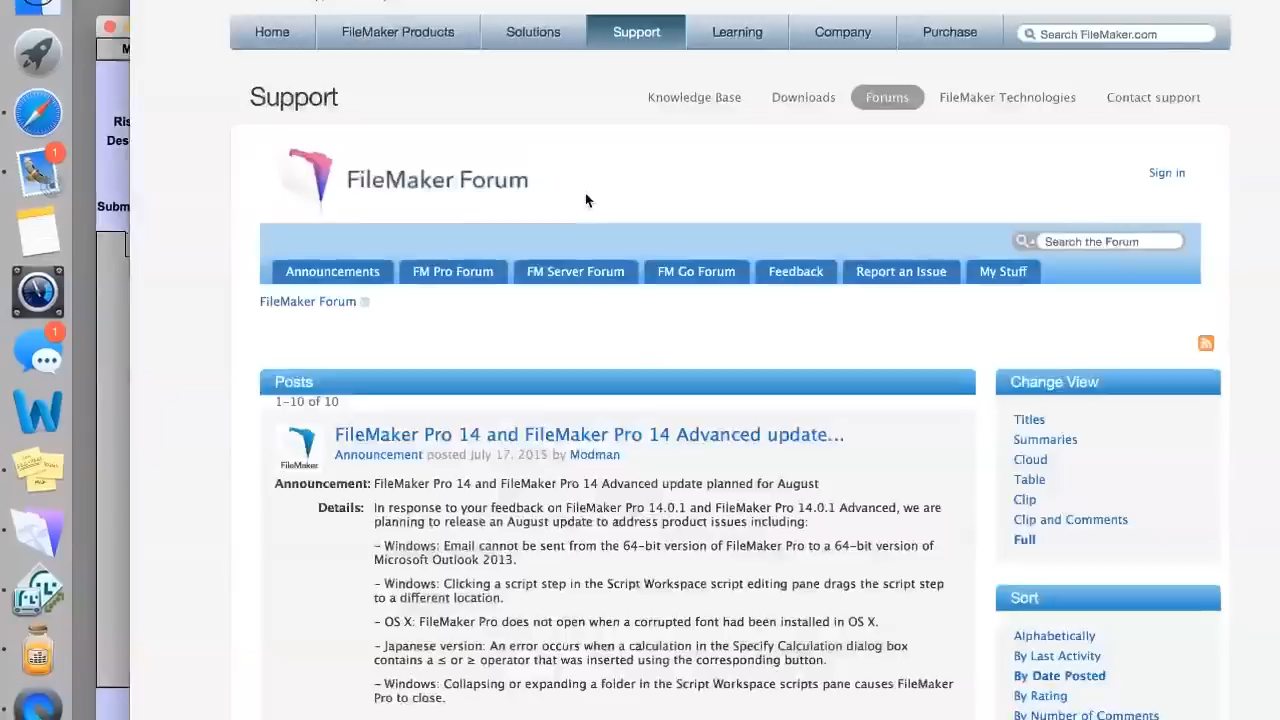 Home FileMaker Products Solutions Support Learning Company Purchase Search FileMaker.com
Support
Knowledge Base Downloads Forums FileMaker Technologies Contact support
FileMaker Forum
Sign in
Search the Forum
Announcements FM Pro Forum FM Server Forum FM Go Forum Feedback Report an Issue My Stuff
FileMaker Forum
Posts
1-10 of 10
FileMaker Pro 14 and FileMaker Pro 14 Advanced update...
Announcement posted July 17, 2015 by Modman
FileMaker
Announcement: FileMaker Pro 14 and FileMaker Pro 14 Advanced update planned for August
Details: In response to your feedback on FileMaker Pro 14.0.1 and FileMaker Pro 14.0.1 Advanced, we are
planning to release an August update to address product issues including:
- Windows: Email cannot be sent from the 64-bit version of FileMaker Pro to a 64-bit version of
Microsoft Outlook 2013.
- Windows: Clicking a script step in the Script Workspace script editing pane drags the script step
to a different location.
- OS X: FileMaker Pro does not open when a corrupted font had been installed in OS X.
- Japanese version: An error occurs when a calculation in the Specify Calculation dialog box
contains a ≤ or ≥ operator that was inserted using the corresponding button.
- Windows: Collapsing or expanding a folder in the Script Workspace scripts pane causes FileMaker
Pro to close.
Change View
Titles
Summaries
Cloud
Table
Clip
Clip and Comments
Full
Sort
Alphabetically
By Last Activity
By Date Posted
By Rating
By Number of Comments
M
Ris
Des
Subm
1
1
W